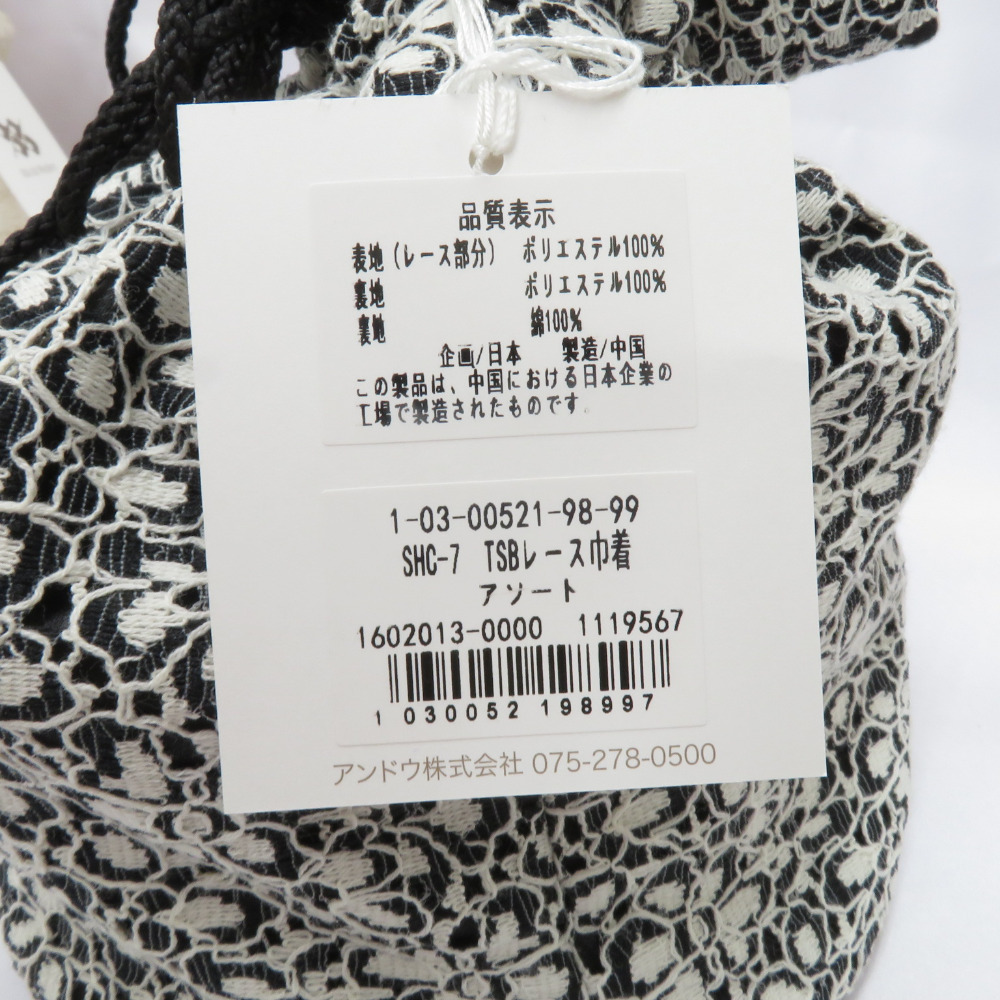 品質表示
表地(レース部分) ポリエステル100%
裏地 ポリエステル100%
裏地 綿100%
企画/日本 製造/中国
この製品は、中国における日本企業の
工場で製造されたものです。
1-03-00521-98-99
SHC-7 TSBレース巾着
アソート
1602013-0000 1119567
1 030052 198997
アンドウ株式会社 075-278-0500